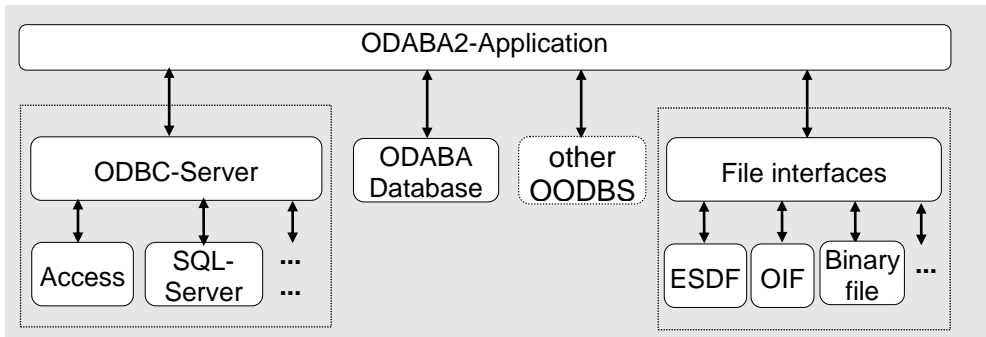 ODABA2-Application
ODBC-Server
ODABA
Database
other
OODBS
File interfaces
Access
SQL-
Server
...
...
ESDF
OIF
Binary
file
...